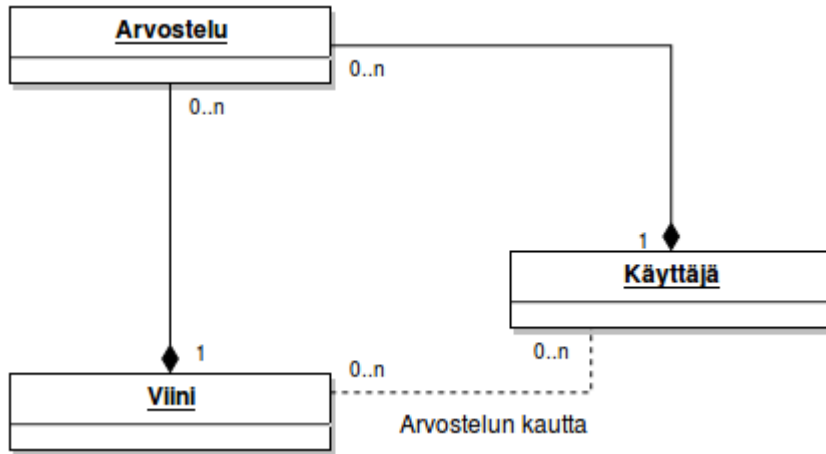 Arvostelu
0..n
0..n
1
Käyttäjä
1
0..n
0..n
Viini
Arvostelun kautta